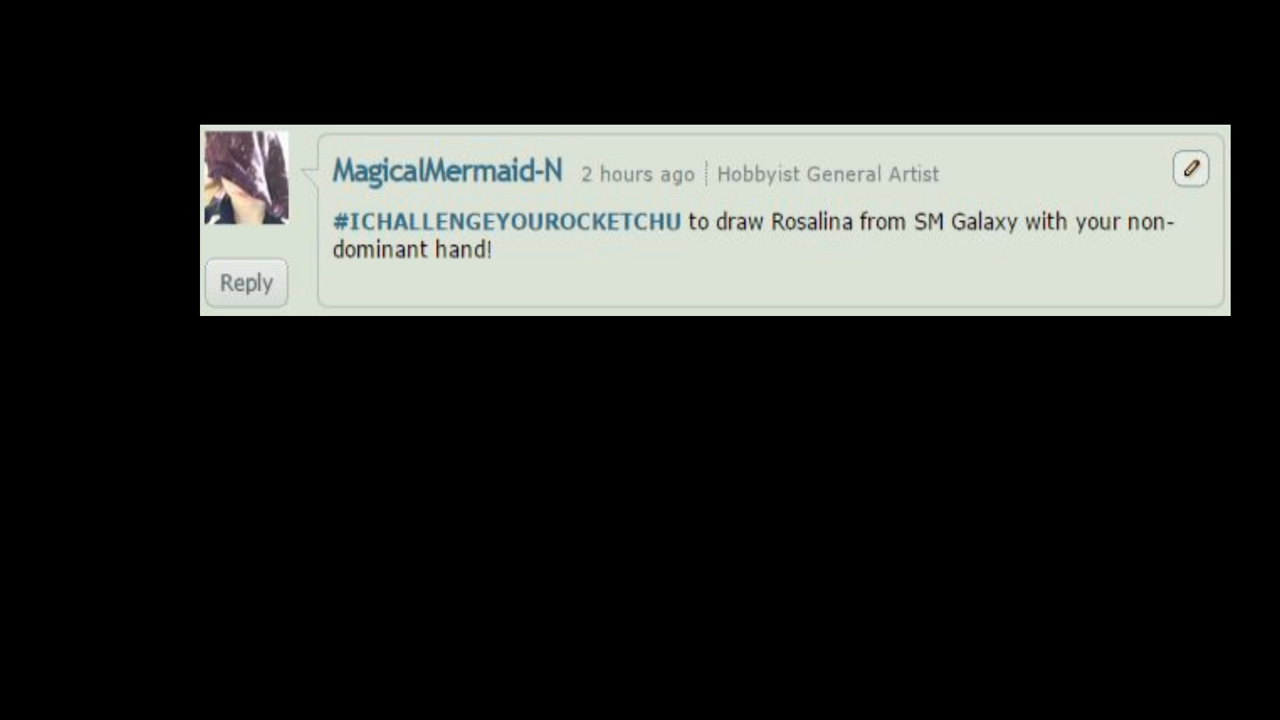 MagicalMermaid-N 2 hours ago Hobbyist General Artist
#ICHALLENGEYOUROCKETCHU to draw Rosalina from SM Galaxy with your non-
dominant hand!
Reply